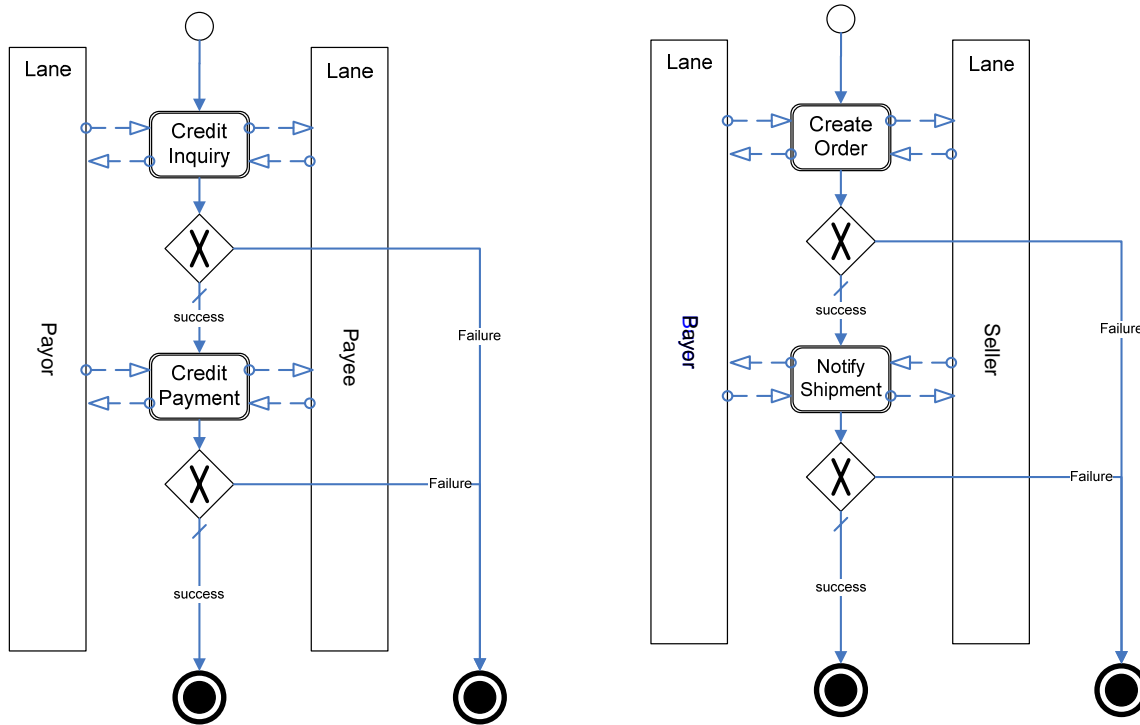 Lane
Lane
Credit
Inquiry
success
Failure
Payor
Payee
Credit
Payment
Failure
success
Lane
Lane
Create
Order
success
Failure
Bayer
Seller
Notify
Shipment
Failure
success